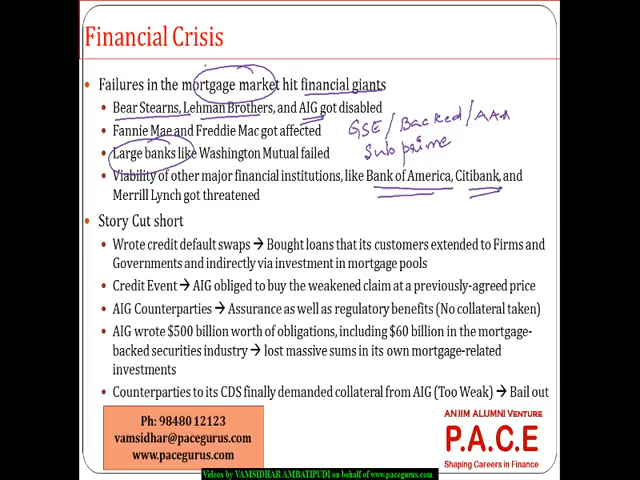 Financial Crisis
• Failures in the mortgage market hit financial giants
• Bear Stearns, Lehman Brothers, and AIG got disabled
• Fannie Mae and Freddie Mac got affected
GSE / Backed / AAA
Sub prime
• Large banks like Washington Mutual failed
• Viability of other major financial institutions, like Bank of America, Citibank, and
Merrill Lynch got threatened
• Story Cut short
• Wrote credit default swaps → Bought loans that its customers extended to Firms and
Governments and indirectly via investment in mortgage pools
• Credit Event → AIG obliged to buy the weakened claim at a previously-agreed price
• AIG Counterparties → Assurance as well as regulatory benefits (No collateral taken)
• AIG wrote $500 billion worth of obligations, including $60 billion in the mortgage-
backed securities industry → lost massive sums in its own mortgage-related
investments
• Counterparties to its CDS finally demanded collateral from AIG (Too Weak) → Bail out
Ph: 98480 12123
vamsidhar@pacegurus.com
www.pacegurus.com
AN IIM ALUMNI VENTURE
P.A.C.E
Shaping Careers in Finance
Videos by VAMSIDHAR AMBATIPUDI on behalf of www.pacegurus.com